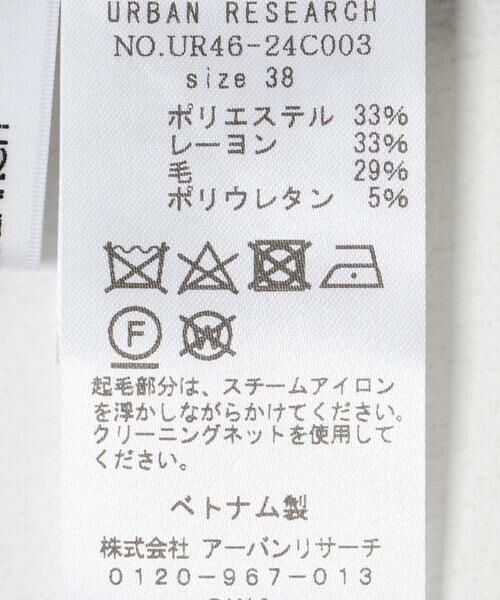 URBAN RESEARCH
NO.UR46-24C003
size 38
ポリエステル 33%
レーヨン 33%
毛 29%
ポリウレタン 5%
F W
起毛部分は、スチームアイロン
を浮かしながらかけてください。
クリーニングネットを使用して
ください。
ベトナム製
株式会社 アーバンリサーチ
0120-967-013